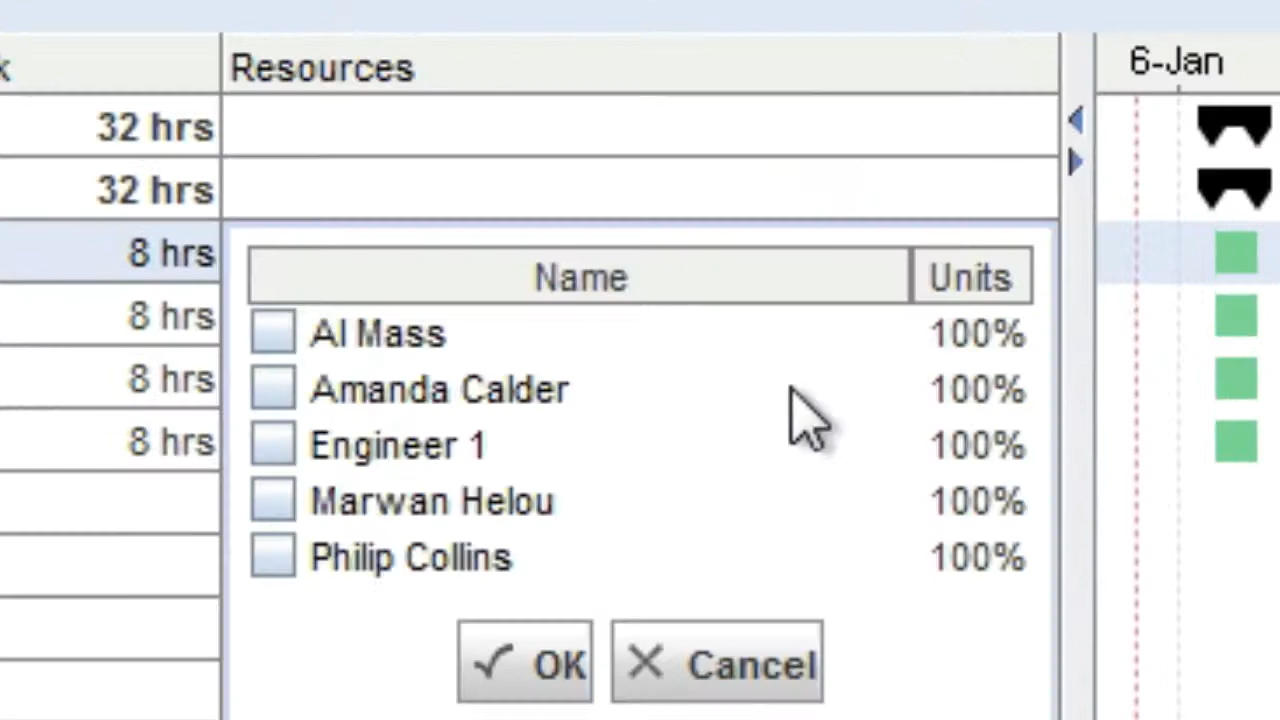 Resources
6-Jan
32 hrs
32 hrs
8 hrs
Name Units
8 hrs
Al Mass 100%
8 hrs
Amanda Calder 100%
8 hrs
Engineer 1 100%
Marwan Helou 100%
Philip Collins 100%
OK Cancel